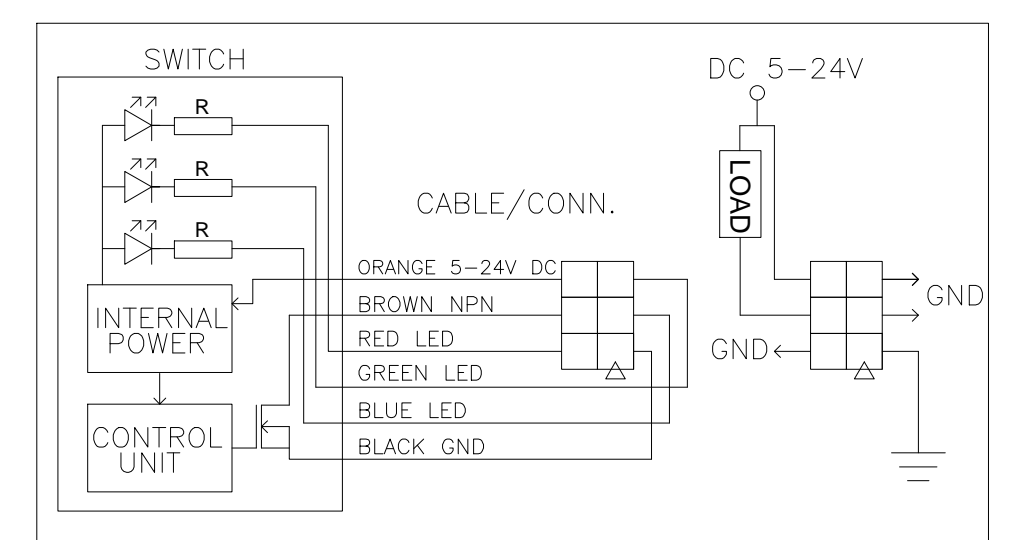 SWITCH
R
R
R
INTERNAL
POWER
CONTROL
UNIT
CABLE/CONN.
ORANGE 5-24V DC
BROWN NPN
RED LED
GREEN LED
BLUE LED
BLACK GND
DC 5-24V
LOAD
GND
GND